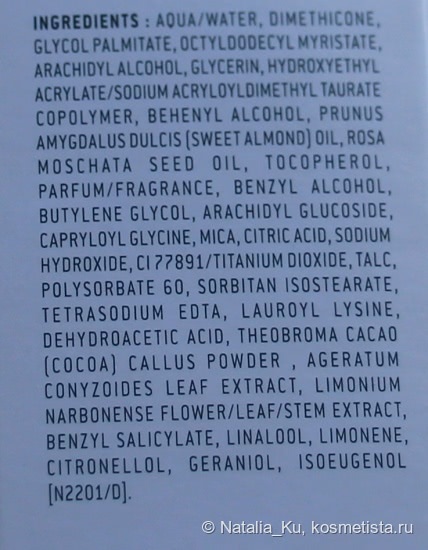 INGREDIENTS : AQUA/WATER, DIMETHICONE,
GLYCOL PALMITATE, OCTYLDODECYL MYRISTATE,
ARACHIDYL ALCOHOL, GLYCERIN, HYDROXYETHYL
ACRYLATE/SODIUM ACRYLOYLDIMETHYL TAURATE
COPOLYMER, BEHENYL ALCOHOL, PRUNUS
AMYGDALUS DULCIS (SWEET ALMOND) OIL, ROSA
MOSCHATA SEED OIL, TOCOPHEROL,
PARFUM/FRAGRANCE, BENZYL ALCOHOL,
BUTYLENE GLYCOL, ARACHIDYL GLUCOSIDE,
CAPRYLOYL GLYCINE, MICA, CITRIC ACID, SODIUM
HYDROXIDE, CI 77891/TITANIUM DIOXIDE, TALC,
POLYSORBATE 60, SORBITAN ISOSTEARATE,
TETRASODIUM EDTA, LAUROYL LYSINE,
DEHYDROACETIC ACID, THEOBROMA CACAO
(COCOA) CALLUS POWDER , AGERATUM
CONYZOIDES LEAF EXTRACT, LIMONIUM
NARBONENSE FLOWER/LEAF/STEM EXTRACT,
BENZYL SALICYLATE, LINALOOL, LIMONENE,
CITRONELLOL, GERANIOL, ISOEUGENOL
[N2201/D].
© Natalia_Ku, kosmetista.ru